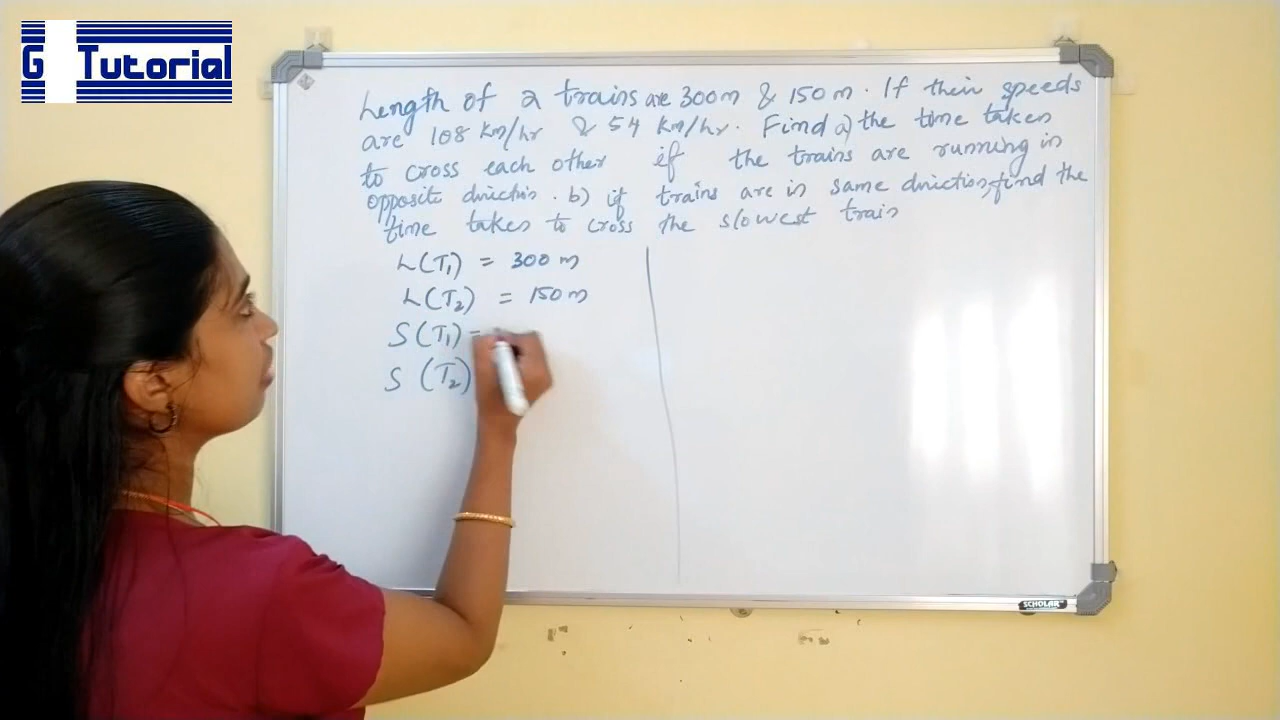 G Tutorial
Length of 2 trains are 300m & 150m. If their speeds
are 108 km/hr & 54 km/hr. Find a) the time taken
to cross each other if the trains are running in
opposite direction. b) if trains are in same direction, find the
time taken to cross the slowest train
L(T1) = 300 m
L(T2) = 150 m
S(T1) =
S (T2)
SCHOLAR